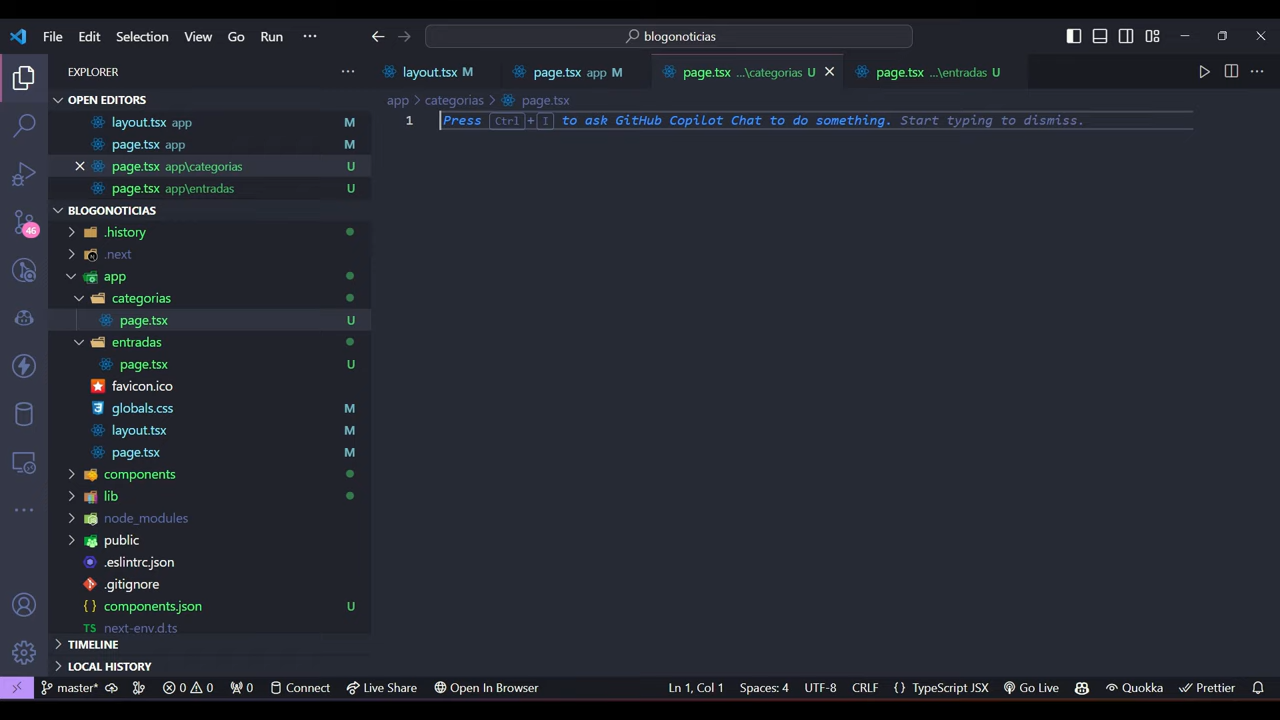 File Edit Selection View Go Run ··· blogonoticias
EXPLORER ···
OPEN EDITORS
layout.tsx app M
page.tsx app M
page.tsx app\categorias U
page.tsx app\entradas U
BLOGONOTICIAS
.history
.next
app
categorias
page.tsx U
entradas
page.tsx U
favicon.ico
globals.css M
layout.tsx M
page.tsx M
components
lib
node_modules
public
.eslintrc.json
.gitignore
{ } components.json U
TS next-env.d.ts
TIMELINE
LOCAL HISTORY
46
layout.tsx M page.tsx app M page.tsx ...\categorias U page.tsx ...\entradas U
app > categorias > page.tsx
1 Press Ctrl + I to ask GitHub Copilot Chat to do something. Start typing to dismiss.
master* 0 0 0 Connect Live Share Open In Browser Ln 1, Col 1 Spaces: 4 UTF-8 CRLF { } TypeScript JSX Go Live Quokka Prettier